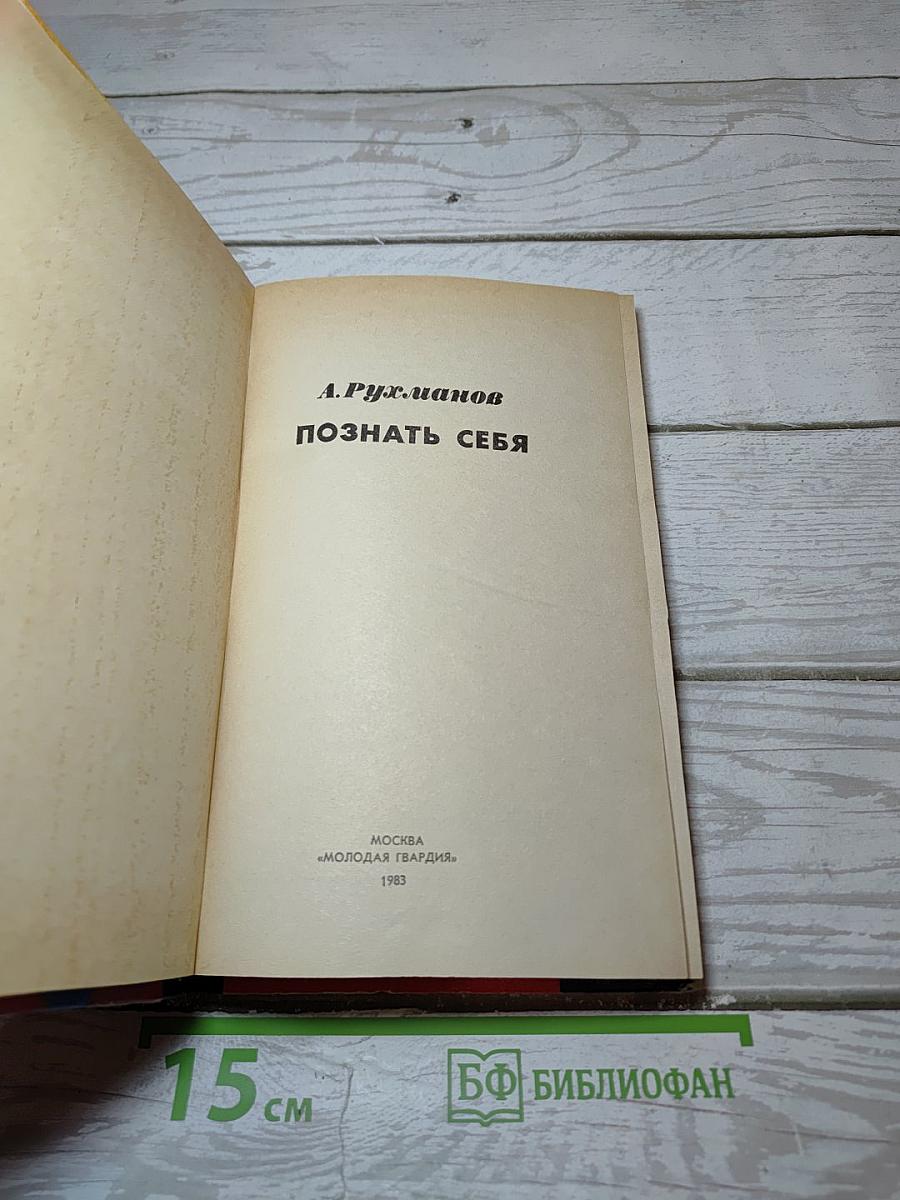 А. Рухманов
ПОЗНАТЬ СЕБЯ
МОСКВА
«МОЛОДАЯ ГВАРДИЯ»
1983
15 см
БФ БИБЛИОФАН